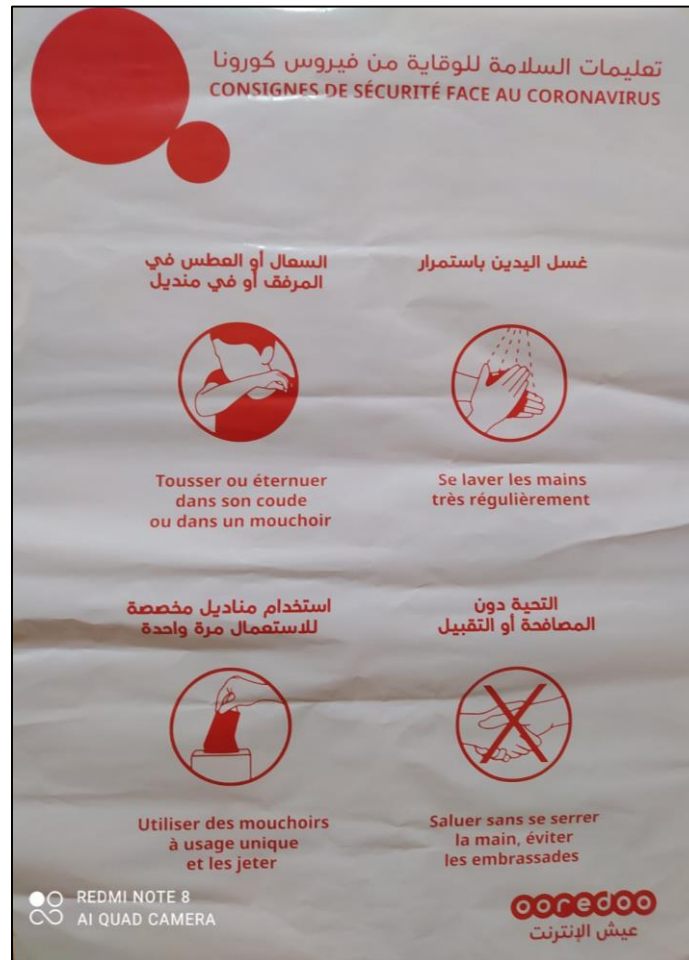 تعليمات السلامة للوقاية من فيروس كورونا
CONSIGNES DE SÉCURITÉ FACE AU CORONAVIRUS
غسل اليدين باستمرار
Se laver les mains
très régulièrement
السعال أو العطس في
المرفق أو في منديل
Tousser ou éternuer
dans son coude
ou dans un mouchoir
التحية دون
المصافحة أو التقبيل
Saluer sans se serrer
la main, éviter
les embrassades
استخدام مناديل مخصصة
للاستعمال مرة واحدة
Utiliser des mouchoirs
à usage unique
et les jeter
ooredoo
عيش الإنترنت
REDMI NOTE 8
AI QUAD CAMERA